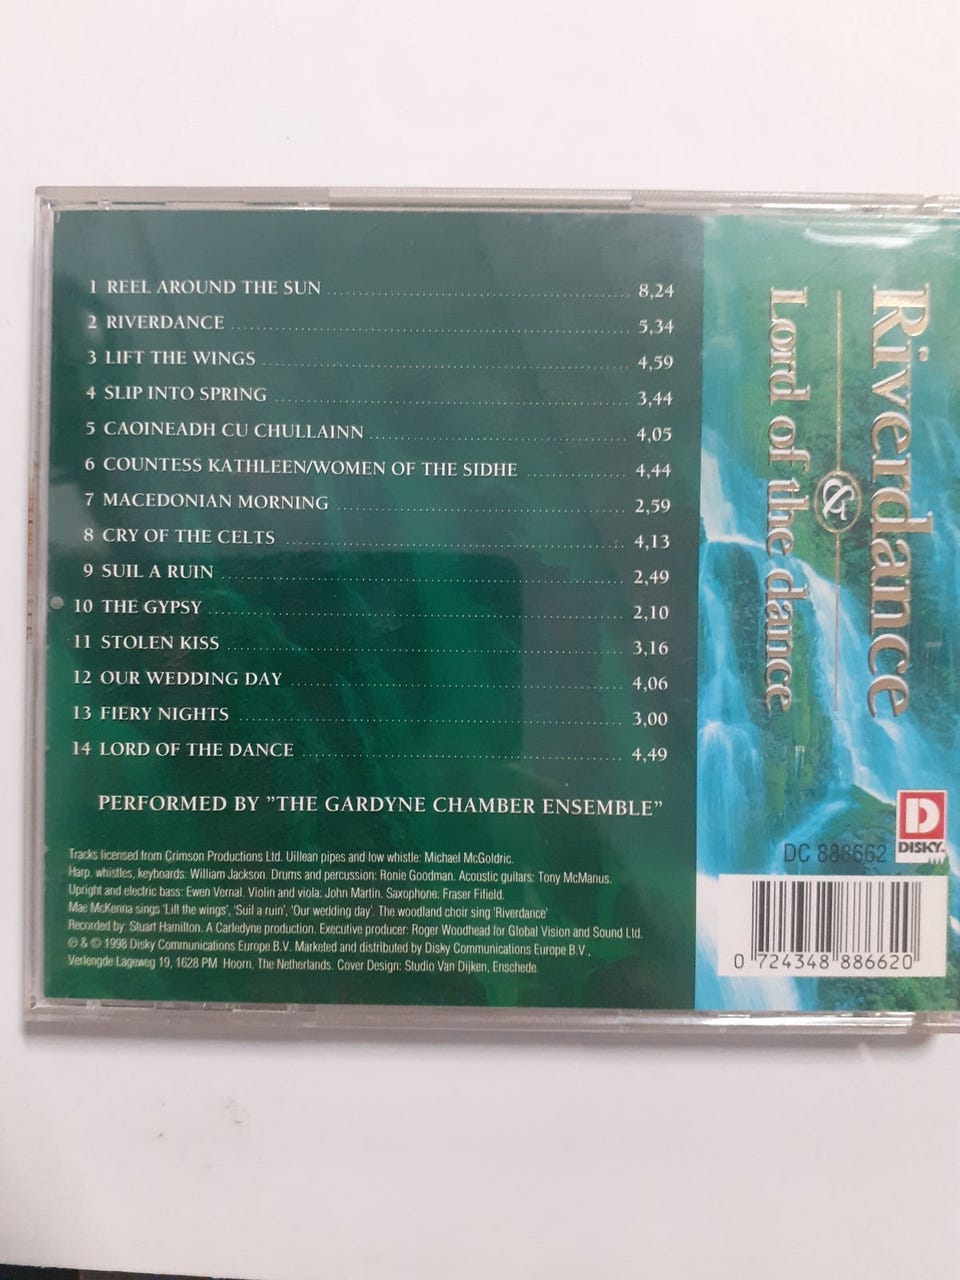 1 REEL AROUND THE SUN 8,24
2 RIVERDANCE 5,34
3 LIFT THE WINGS 4,59
4 SLIP INTO SPRING 3,44
5 CAOINEADH CU CHULLAINN 4,05
6 COUNTESS KATHLEEN/WOMEN OF THE SIDHE 4,44
7 MACEDONIAN MORNING 2,59
8 CRY OF THE CELTS 4,13
9 SUIL A RUIN 2,49
10 THE GYPSY 2,10
11 STOLEN KISS 3,16
12 OUR WEDDING DAY 4,06
13 FIERY NIGHTS 3,00
14 LORD OF THE DANCE 4,49
PERFORMED BY ”THE GARDYNE CHAMBER ENSEMBLE”
Tracks licensed from Crimson Productions Ltd. Uillean pipes and low whistle: Michael McGoldric.
Harp, whistles, keyboards: William Jackson. Drums and percussion: Ronie Goodman. Acoustic guitars: Tony McManus.
Upright and electric bass: Ewen Vernal. Violin and viola: John Martin. Saxophone: Fraser Fifield.
Mae McKenna sings 'Lift the wings', 'Suil a ruin', 'Our wedding day'. The woodland choir sing 'Riverdance'
Recorded by: Stuart Hamilton. A Carledyne production. Executive producer: Roger Woodhead for Global Vision and Sound Ltd.
℗ & © 1998 Disky Communications Europe B.V. Marketed and distributed by Disky Communications Europe B.V.,
Verlengde Lageweg 19, 1628 PM Hoorn, The Netherlands. Cover Design: Studio Van Dijken, Enschede.
Riverdance
&
Lord of the dance
D
DISKY
DC 888662
0 724348 886620